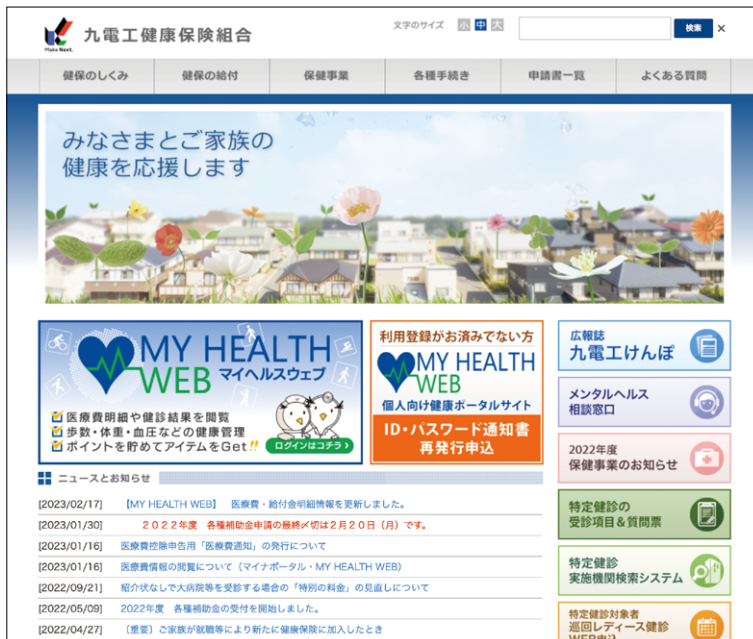 Make Next.
九電工健康保険組合
文字のサイズ 小 中 大
検索 ×
健保のしくみ 健保の給付 保健事業 各種手続き 申請書一覧 よくある質問
みなさまとご家族の
健康を応援します
MY HEALTH
WEB マイヘルスウェブ
医療費明細や健診結果を閲覧
歩数・体重・血圧などの健康管理
ポイントを貯めてアイテムをGet!!
ログインはコチラ
利用登録がお済みでない方
MY HEALTH
WEB
個人向け健康ポータルサイト
ID・パスワード通知書
再発行申込
広報誌
九電工けんぽ
メンタルヘルス
相談窓口
2022年度
保健事業のお知らせ
特定健診の
受診項目&質問票
特定健診
実施機関検索システム
特定健診対象者
巡回レディース健診
WEB申込
ニュースとお知らせ
[2023/02/17] 【MY HEALTH WEB】 医療費・給付金明細情報を更新しました。
[2023/01/30] 2022年度 各種補助金申請の最終〆切は2月20日(月)です。
[2023/01/16] 医療費控除申告用「医療費通知」の発行について
[2023/01/16] 医療費情報の閲覧について(マイナポータル・MY HEALTH WEB)
[2022/09/21] 紹介状なしで大病院等を受診する場合の「特別の料金」の見直しについて
[2022/05/09] 2022年度 各種補助金の受付を開始しました。
[2022/04/27] 〔重要〕ご家族が就職等により新たに健康保険に加入したとき